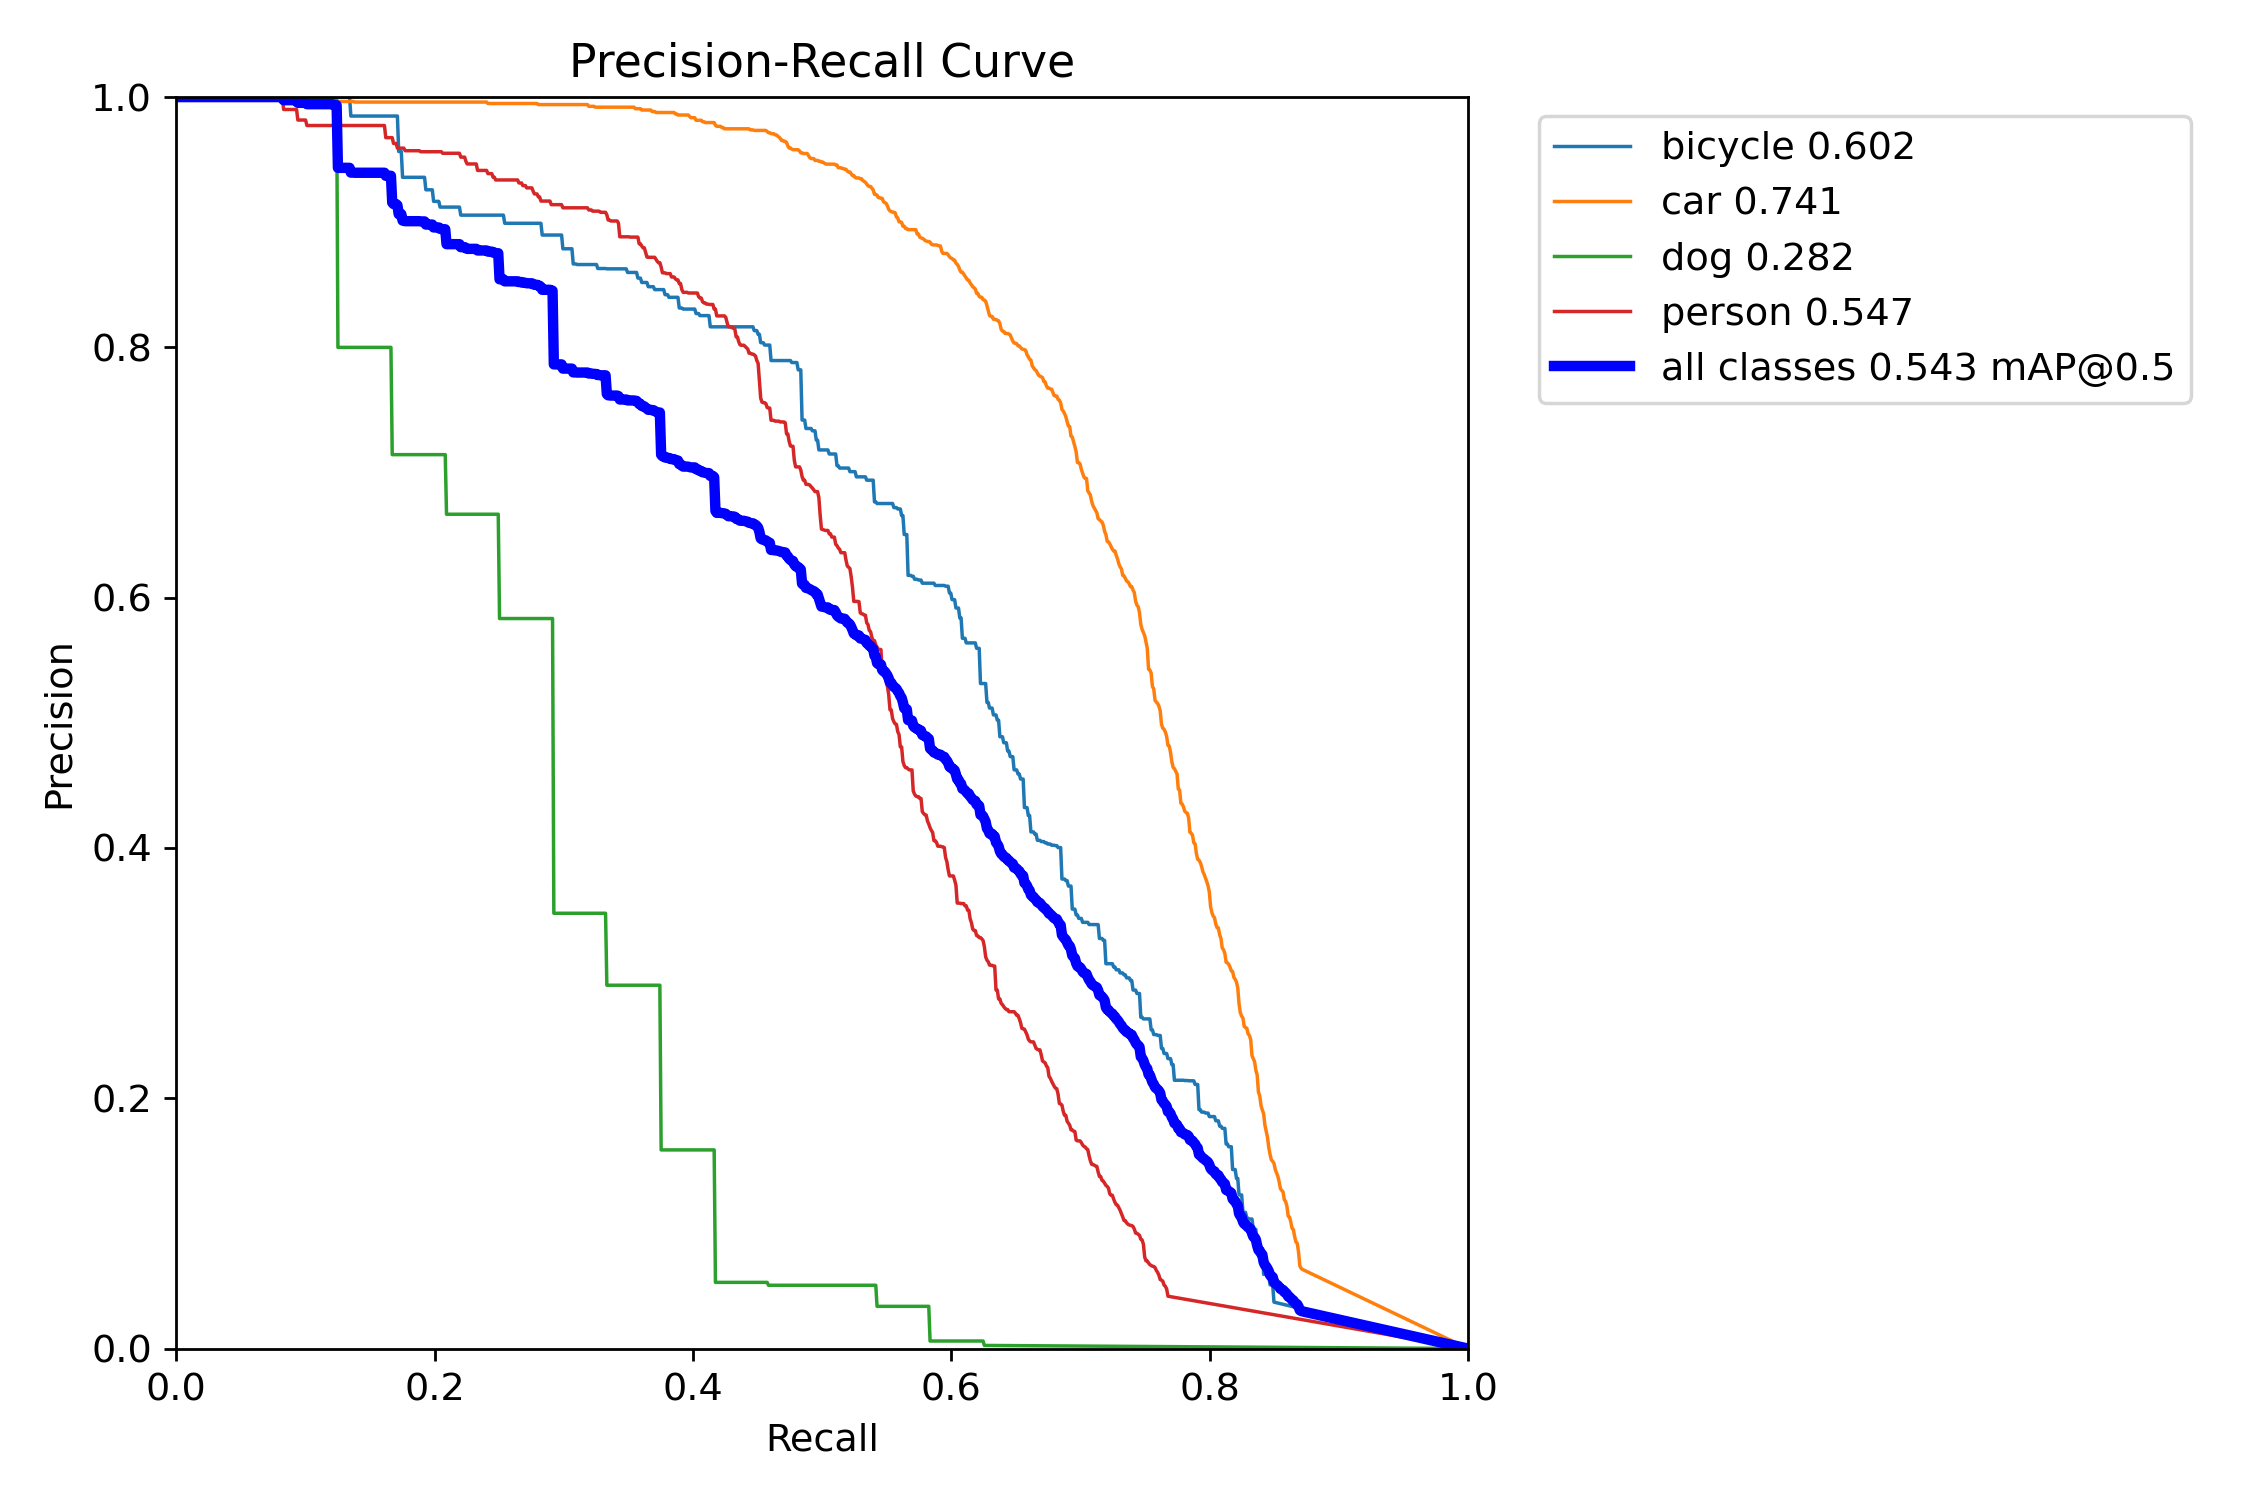 Precision-Recall Curve
1.0
0.8
0.6
0.4
0.2
0.0
Precision
0.0 0.2 0.4 0.6 0.8 1.0
Recall
bicycle 0.602
car 0.741
dog 0.282
person 0.547
all classes 0.543 mAP@0.5